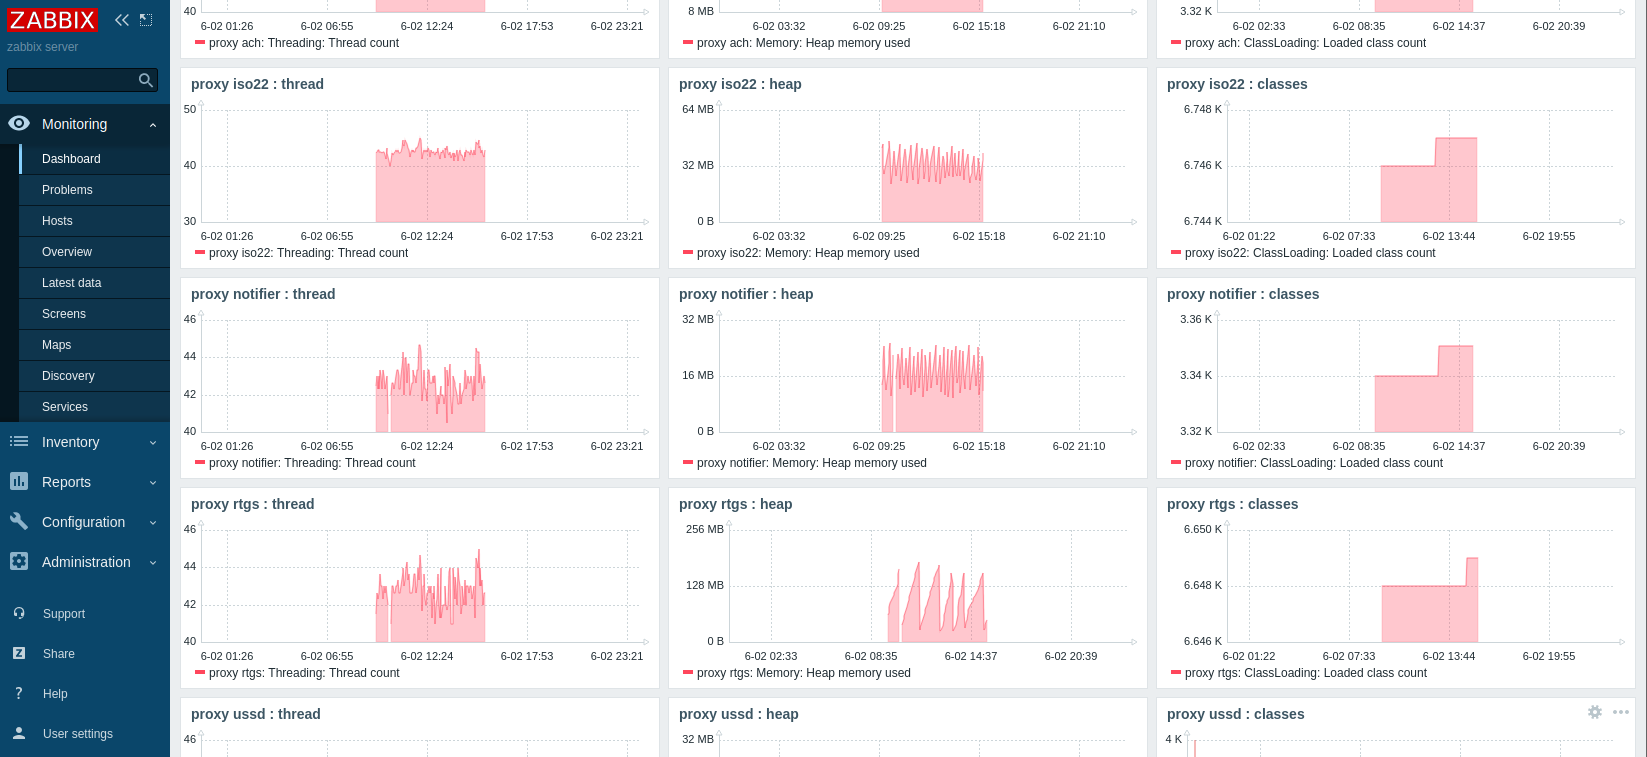 ZABBIX
zabbix server
Monitoring
Dashboard
Problems
Hosts
Overview
Latest data
Screens
Maps
Discovery
Services
Inventory
Reports
Configuration
Administration
Support
Share
Help
User settings
40
6-02 01:26 6-02 06:55 6-02 12:24 6-02 17:53 6-02 23:21
proxy ach: Threading: Thread count
8 MB
6-02 03:32 6-02 09:25 6-02 15:18 6-02 21:10
proxy ach: Memory: Heap memory used
3.32 K
6-02 02:33 6-02 08:35 6-02 14:37 6-02 20:39
proxy ach: ClassLoading: Loaded class count
proxy iso22 : thread
50
40
30
6-02 01:26 6-02 06:55 6-02 12:24 6-02 17:53 6-02 23:21
proxy iso22: Threading: Thread count
proxy iso22 : heap
64 MB
32 MB
0 B
6-02 03:32 6-02 09:25 6-02 15:18 6-02 21:10
proxy iso22: Memory: Heap memory used
proxy iso22 : classes
6.748 K
6.746 K
6.744 K
6-02 01:22 6-02 07:33 6-02 13:44 6-02 19:55
proxy iso22: ClassLoading: Loaded class count
proxy notifier : thread
46
44
42
40
6-02 01:26 6-02 06:55 6-02 12:24 6-02 17:53 6-02 23:21
proxy notifier: Threading: Thread count
proxy notifier : heap
32 MB
16 MB
0 B
6-02 03:32 6-02 09:25 6-02 15:18 6-02 21:10
proxy notifier: Memory: Heap memory used
proxy notifier : classes
3.36 K
3.34 K
3.32 K
6-02 02:33 6-02 08:35 6-02 14:37 6-02 20:39
proxy notifier: ClassLoading: Loaded class count
proxy rtgs : thread
46
44
42
40
6-02 01:26 6-02 06:55 6-02 12:24 6-02 17:53 6-02 23:21
proxy rtgs: Threading: Thread count
proxy rtgs : heap
256 MB
128 MB
0 B
6-02 02:33 6-02 08:35 6-02 14:37 6-02 20:39
proxy rtgs: Memory: Heap memory used
proxy rtgs : classes
6.650 K
6.648 K
6.646 K
6-02 01:22 6-02 07:33 6-02 13:44 6-02 19:55
proxy rtgs: ClassLoading: Loaded class count
proxy ussd : thread
46
proxy ussd : heap
32 MB
proxy ussd : classes
4 K